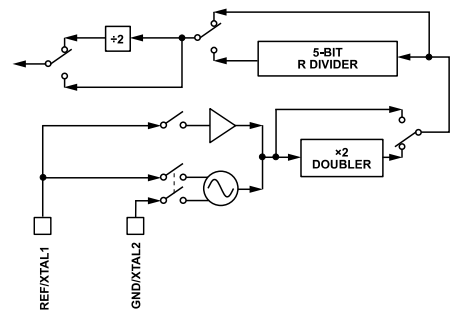 ÷2
5-BIT
R DIVIDER
×2
DOUBLER
REF/XTAL1
GND/XTAL2